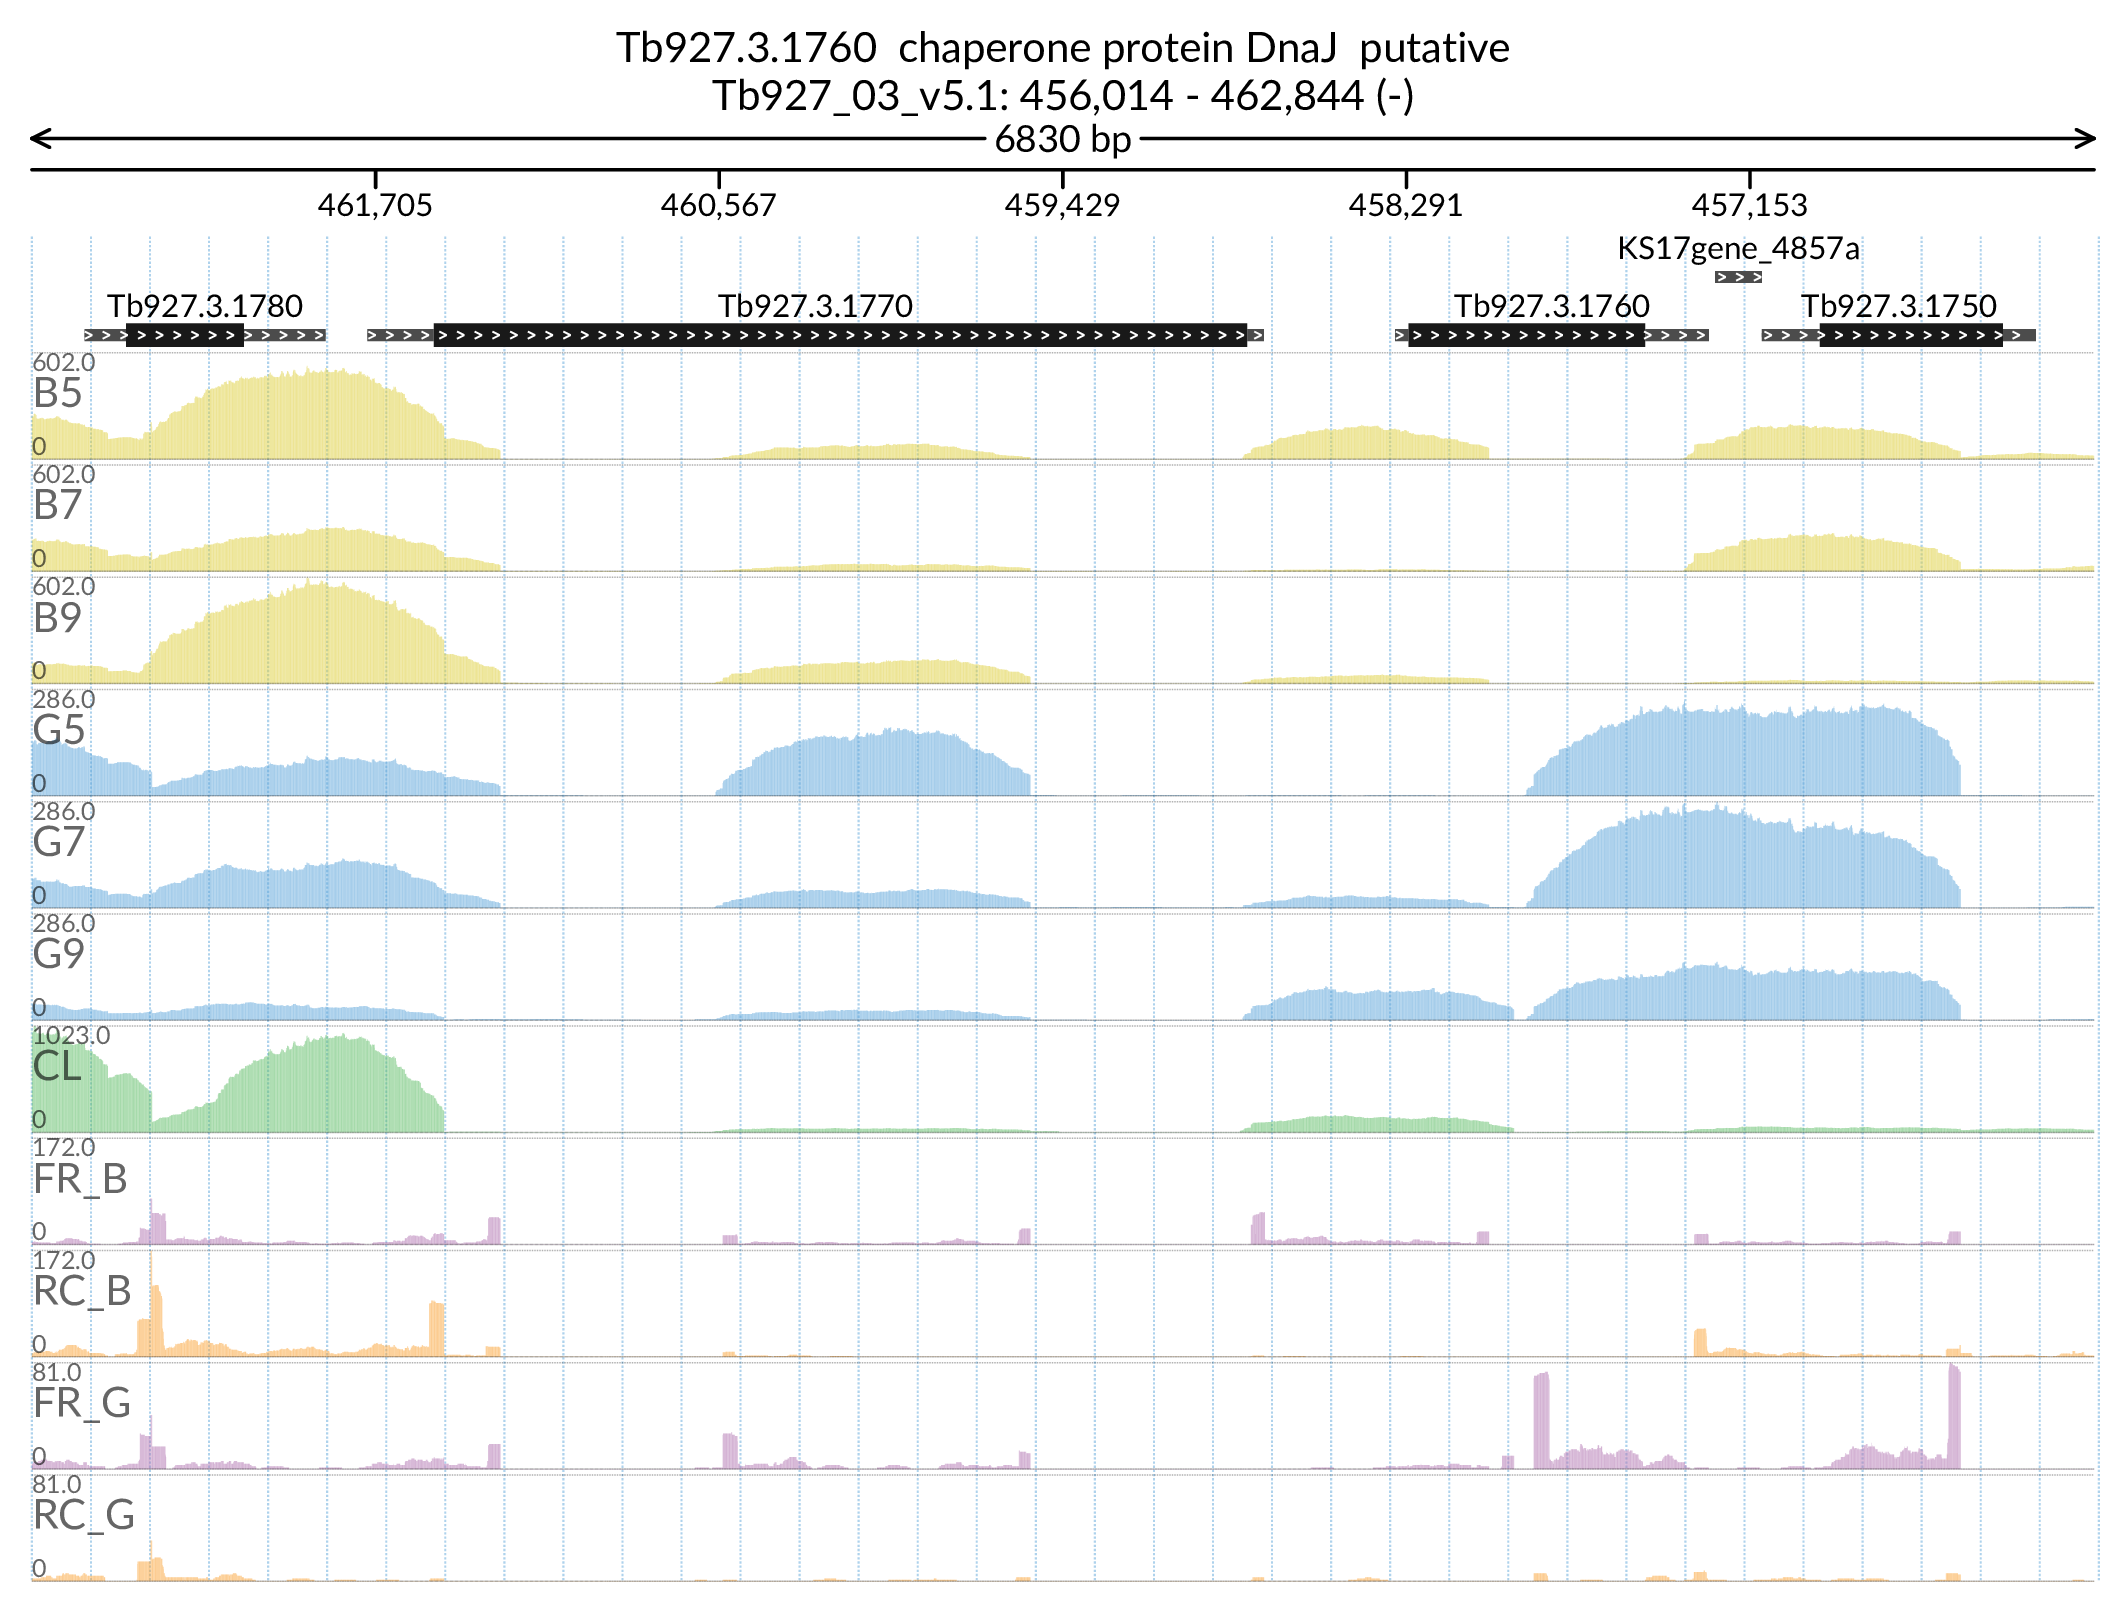 Tb927.3.1760 chaperone protein DnaJ putative
Tb927_03_v5.1: 456,014 - 462,844 (-)
6830 bp
461,705 460,567 459,429 458,291 457,153
KS17gene_4857a
Tb927.3.1780 Tb927.3.1770 Tb927.3.1760 Tb927.3.1750
602.0
B5
0
602.0
B7
0
602.0
B9
0
286.0
G5
0
286.0
G7
0
286.0
G9
0
1023.0
CL
0
172.0
FR_B
0
172.0
RC_B
0
81.0
FR_G
0
81.0
RC_G
0